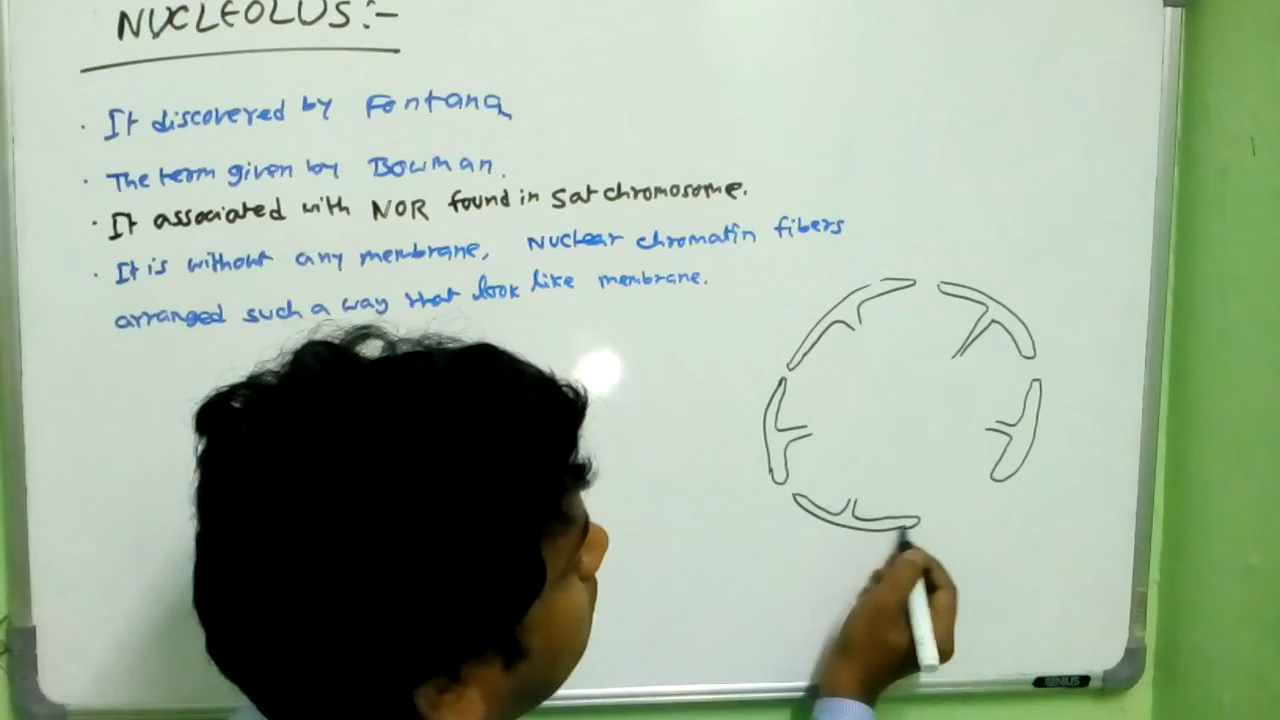 NUCLEOLUS:-
· It discovered by Fontana
· The term given by Bowman.
· It associated with NOR found in Sat chromosome.
· It is without any membrane, Nuclear chromatin fibers
arranged such a way that look like membrane.
GENIUS